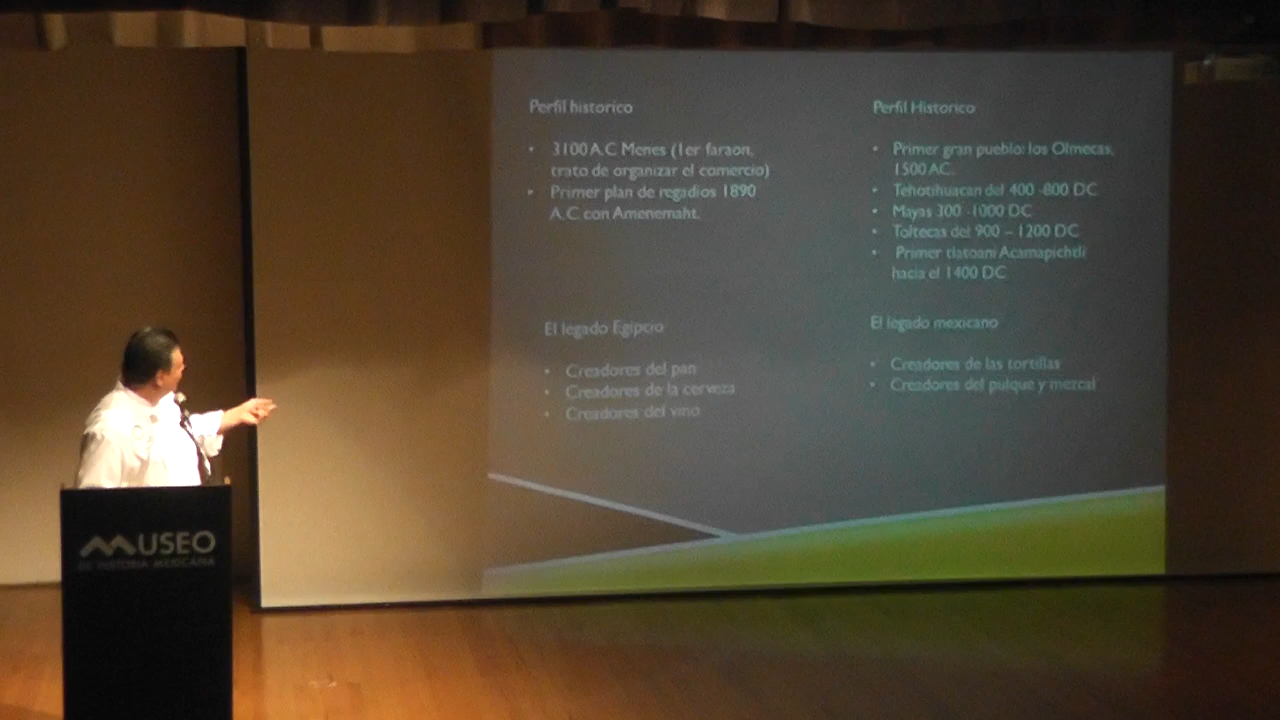 Perfil historico
• 3100 A.C Menes (1er faraon,
trato de organizar el comercio)
• Primer plan de regadios 1890
A.C con Amenemaht.
El legado Egipcio
• Creadores del pan
• Creadores de la cerveza
• Creadores del vino
Perfil Historico
• Primer gran pueblo: los Olmecas,
1500 AC.
• Tehotihuacan del 400 -800 DC
• Mayas 300 -1000 DC
• Toltecas del 900 – 1200 DC
• Primer tlatoani Acamapichtli
hacia el 1400 DC
El legado mexicano
• Creadores de las tortillas
• Creadores del pulque y mezcal
MUSEO
DE HISTORIA MEXICANA